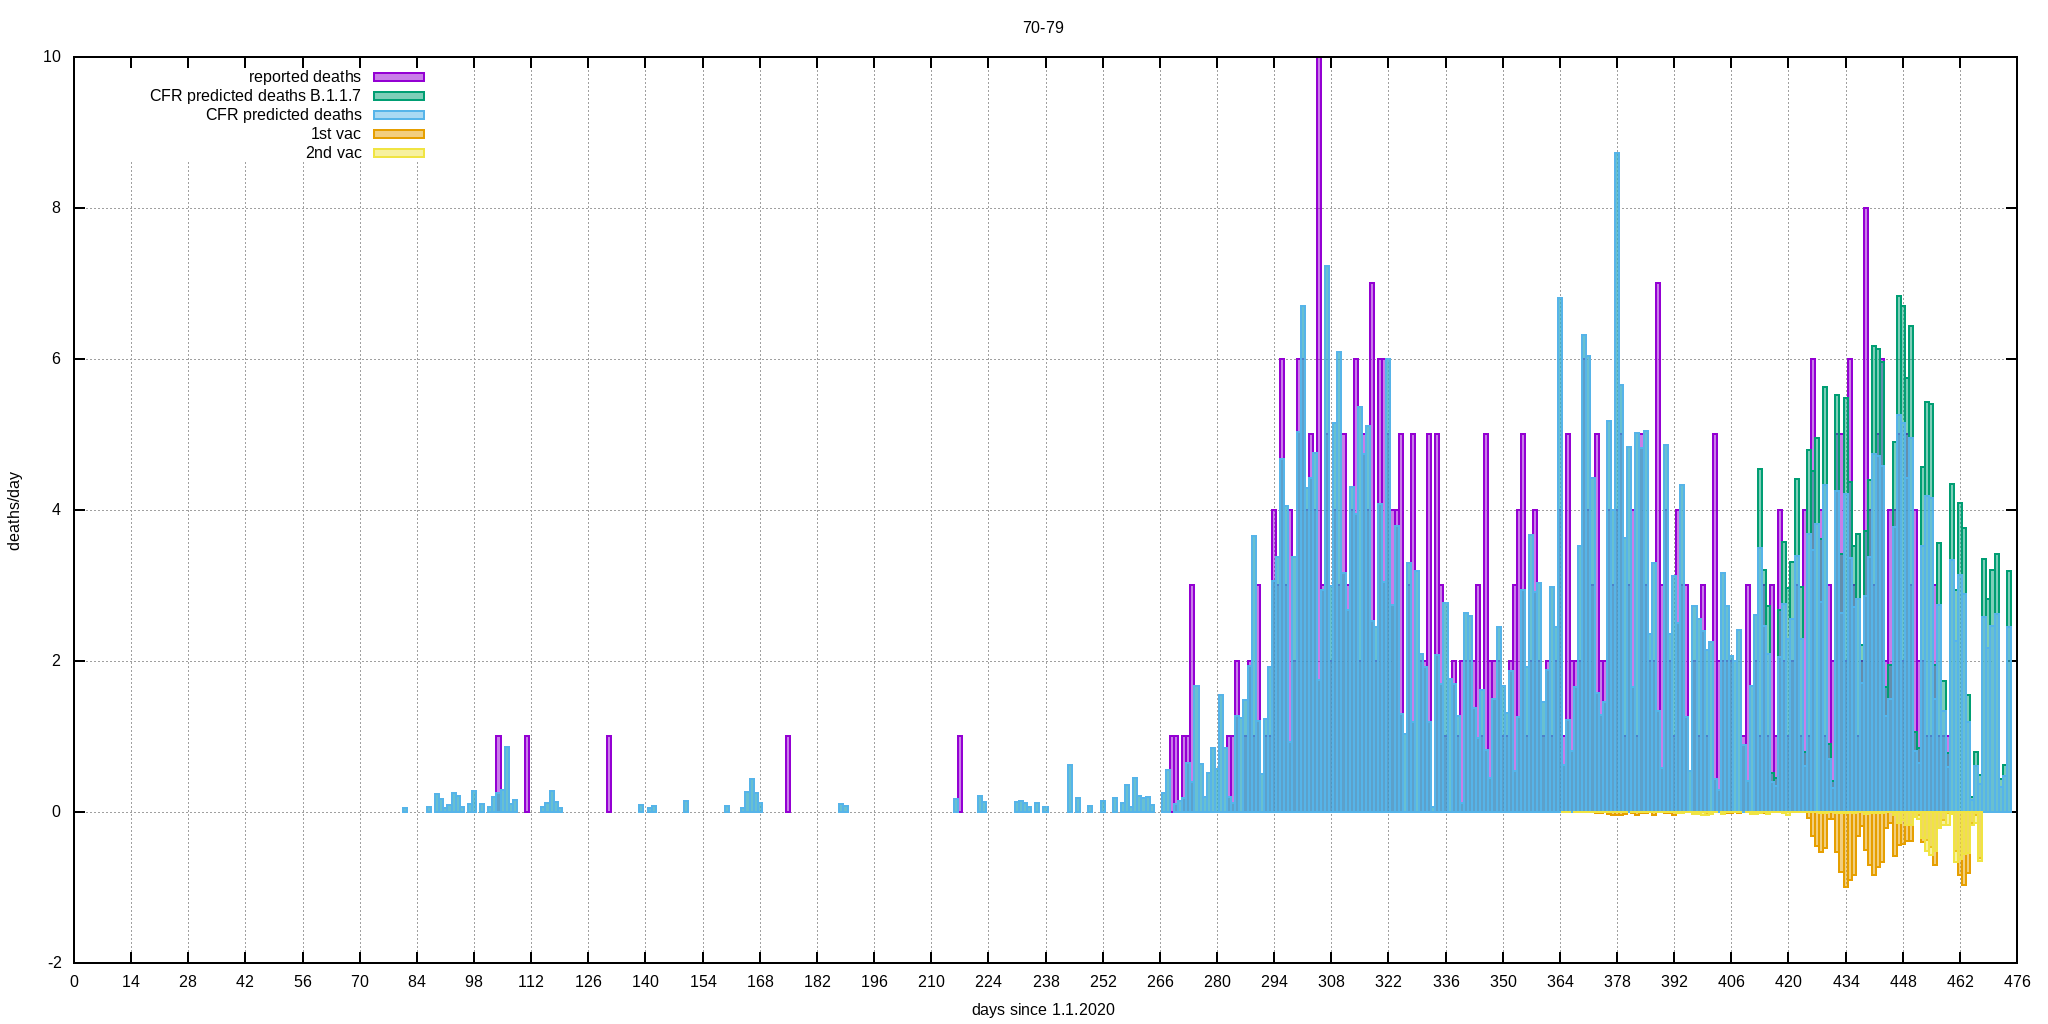 70-79
reported deaths
CFR predicted deaths B.1.1.7
CFR predicted deaths
1st vac
2nd vac
10
8
6
4
2
0
-2
deaths/day
0 14 28 42 56 70 84 98 112 126 140 154 168 182 196 210 224 238 252 266 280 294 308 322 336 350 364 378 392 406 420 434 448 462 476
days since 1.1.2020